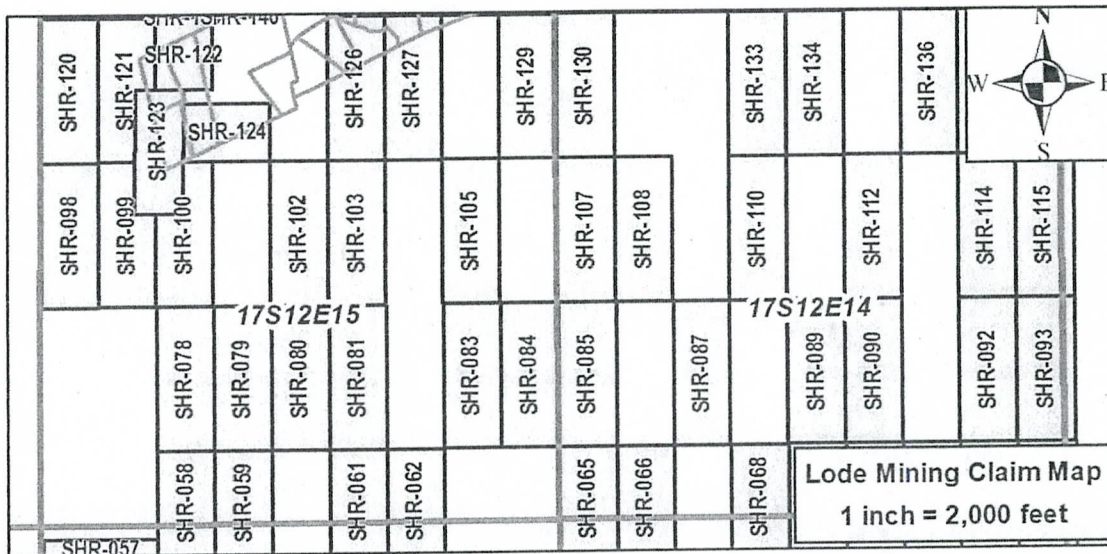 N
W
E
S
SHR-122
SHR-120
SHR-121
SHR-123
SHR-124
SHR-126
SHR-127
SHR-129
SHR-130
SHR-133
SHR-134
SHR-136
SHR-098
SHR-099
SHR-100
SHR-102
SHR-103
SHR-105
SHR-107
SHR-108
SHR-110
SHR-112
SHR-114
SHR-115
17S12E15
17S12E14
SHR-078
SHR-079
SHR-080
SHR-081
SHR-083
SHR-084
SHR-085
SHR-087
SHR-089
SHR-090
SHR-092
SHR-093
SHR-058
SHR-059
SHR-061
SHR-062
SHR-065
SHR-066
SHR-068
SHR-057
Lode Mining Claim Map
1 inch = 2,000 feet